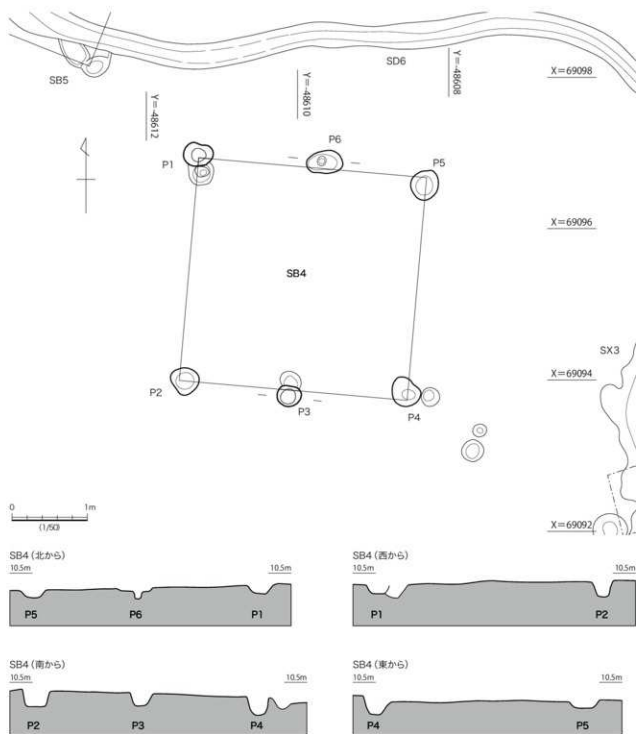 SB5
SD6
Y=-48608
X=69098
Y=-48610
Y=-48612
P6
P1
P5
X=69096
SB4
SX3
X=69094
P2
P3
P4
0 1m
(1/50)
X=69092
SB4(北から)
10.5m 10.5m
P5 P6 P1
SB4(西から)
10.5m 10.5m
P1 P2
SB4(南から)
10.5m 10.5m
P2 P3 P4
SB4(東から)
10.5m 10.5m
P4 P5